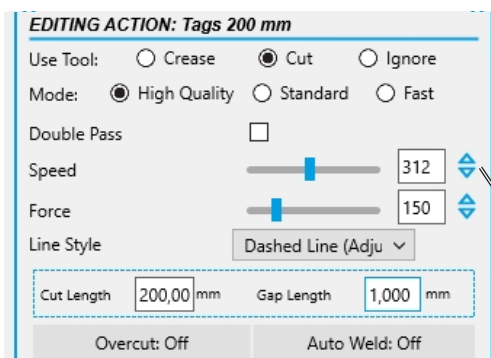 EDITING ACTION: Tags 200 mm
Use Tool: Crease Cut Ignore
Mode: High Quality Standard Fast
Double Pass
Speed 312
Force 150
Line Style Dashed Line (Adju
Cut Length 200,00 mm Gap Length 1,000 mm
Overcut: Off Auto Weld: Off